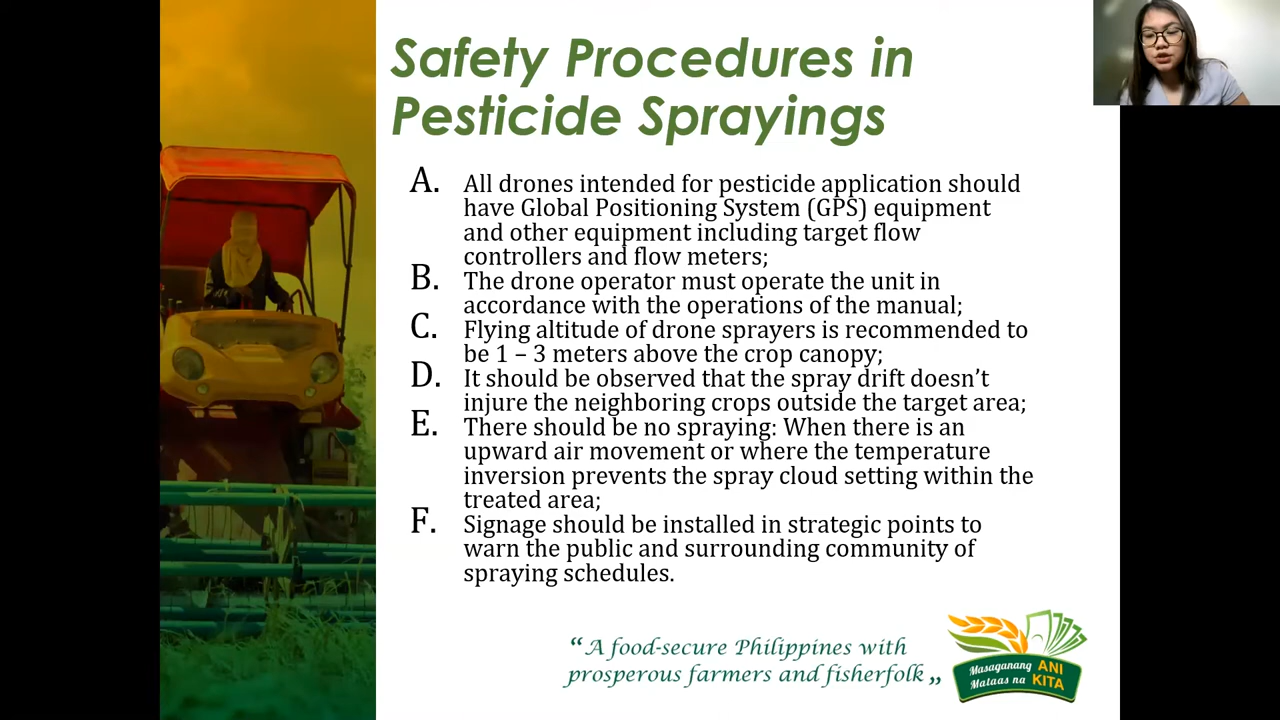 Safety Procedures in
Pesticide Sprayings
A. All drones intended for pesticide application should
have Global Positioning System (GPS) equipment
and other equipment including target flow
controllers and flow meters;
B. The drone operator must operate the unit in
accordance with the operations of the manual;
C. Flying altitude of drone sprayers is recommended to
be 1 – 3 meters above the crop canopy;
D. It should be observed that the spray drift doesn't
injure the neighboring crops outside the target area;
E. There should be no spraying: When there is an
upward air movement or where the temperature
inversion prevents the spray cloud setting within the
treated area;
F. Signage should be installed in strategic points to
warn the public and surrounding community of
spraying schedules.
“ A food-secure Philippines with
prosperous farmers and fisherfolk „
Masaganang ANI
Mataas na KITA